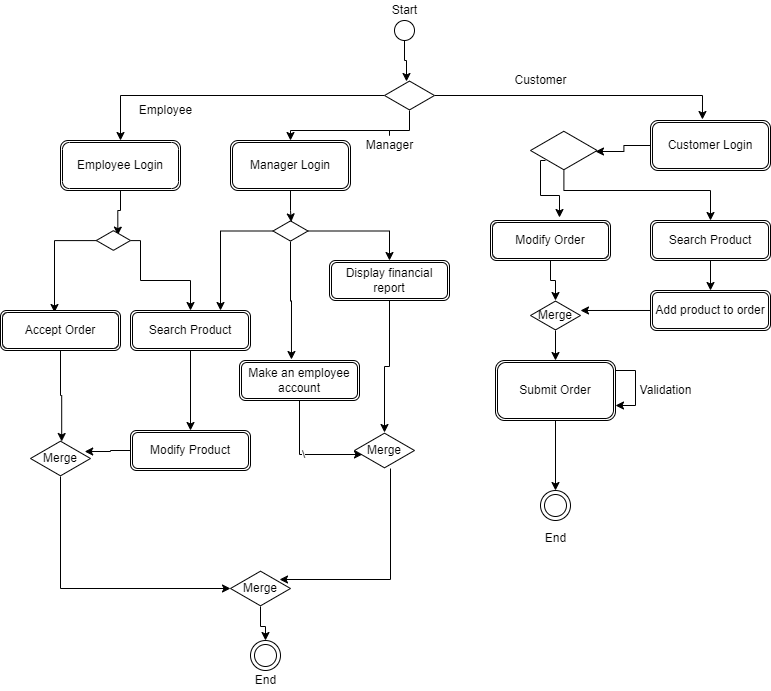 Start
Customer
Employee
Manager
Employee Login
Manager Login
Customer Login
Modify Order
Search Product
Display financial
report
Accept Order
Search Product
Merge
Add product to order
Make an employee
account
Submit Order
Validation
Merge
Modify Product
Merge
End
Merge
End